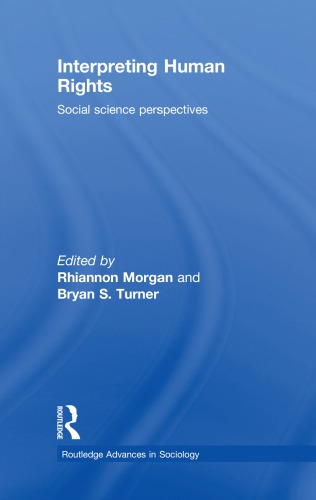 Interpreting Human
Rights
Social science perspectives
Edited by
Rhiannon Morgan and
Bryan S. Turner
ROUTLEDGE
Routledge Advances in Sociology